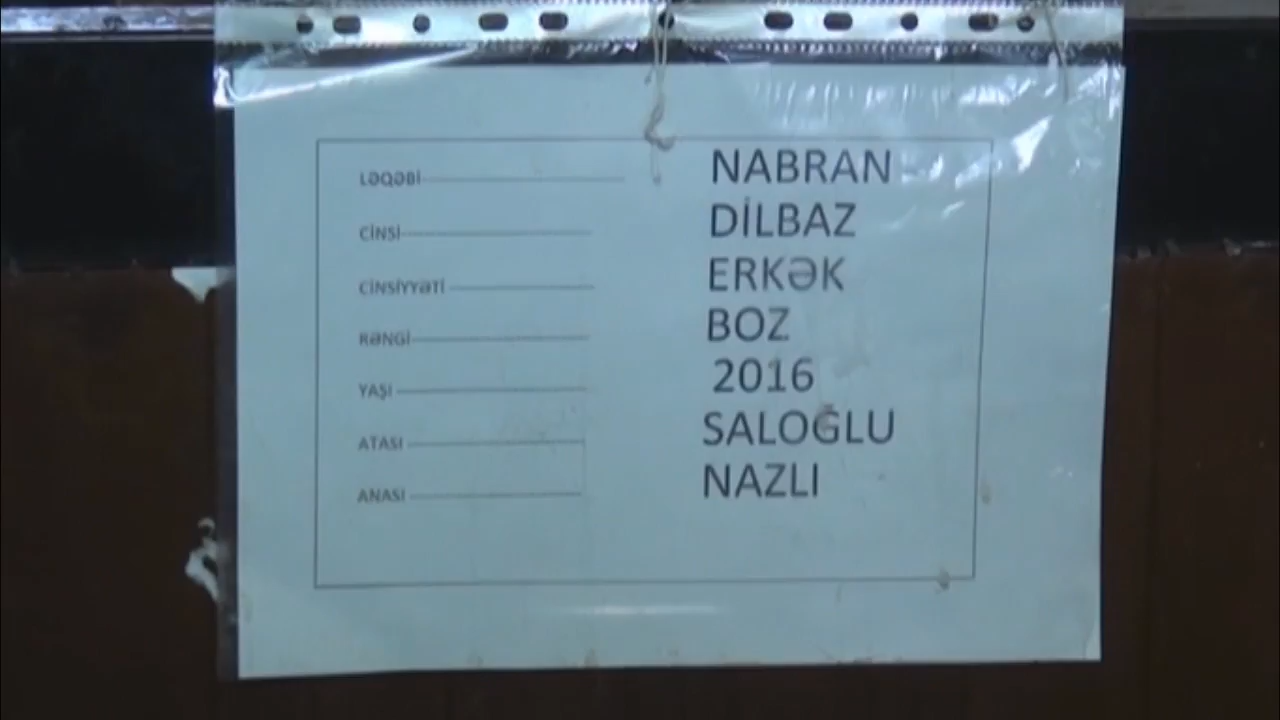 LƏQƏBİ NABRAN
CİNSİ DİLBAZ
CİNSİYYƏTİ ERKƏK
RƏNGİ BOZ
YAŞI 2016
ATASI SALOĞLU
ANASI NAZLI